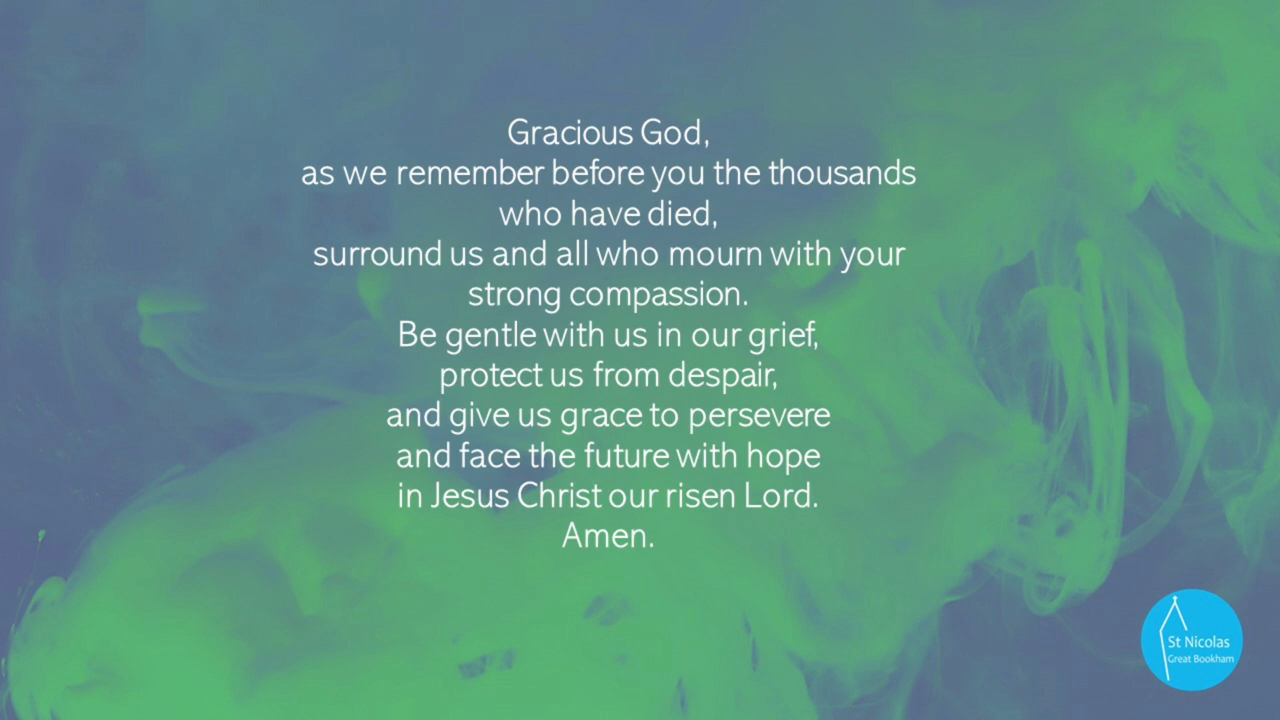 Gracious God,
as we remember before you the thousands
who have died,
surround us and all who mourn with your
strong compassion.
Be gentle with us in our grief,
protect us from despair,
and give us grace to persevere
and face the future with hope
in Jesus Christ our risen Lord.
Amen.
St Nicolas
Great Bookham